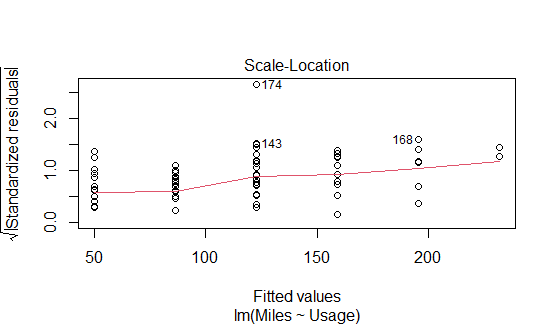 Scale-Location
√|Standardized residuals|
2.0
1.0
0.0
174
143
168
50
100
150
200
Fitted values
lm(Miles ~ Usage)